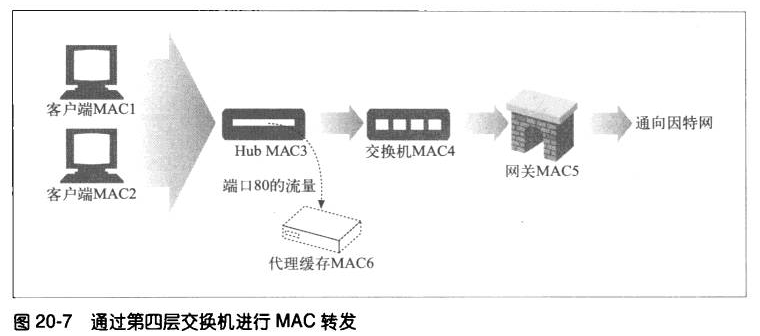 客户端MAC1
客户端MAC2
Hub MAC3
交换机MAC4
网关MAC5
通向因特网
端口80的流量
代理缓存MAC6
图 20-7 通过第四层交换机进行 MAC 转发